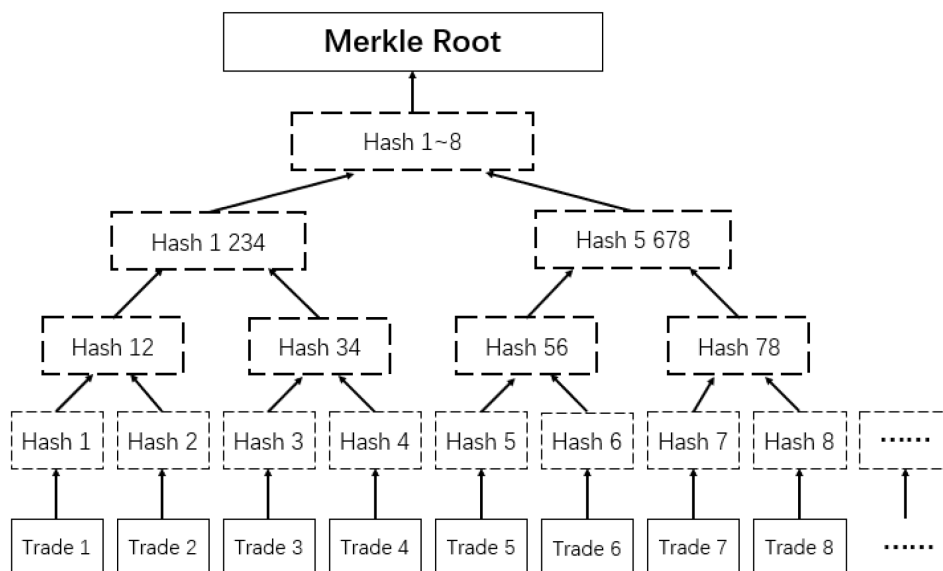 Merkle Root
Hash 1~8
Hash 1 234
Hash 5 678
Hash 12
Hash 34
Hash 56
Hash 78
Hash 1
Hash 2
Hash 3
Hash 4
Hash 5
Hash 6
Hash 7
Hash 8
……
Trade 1
Trade 2
Trade 3
Trade 4
Trade 5
Trade 6
Trade 7
Trade 8
……